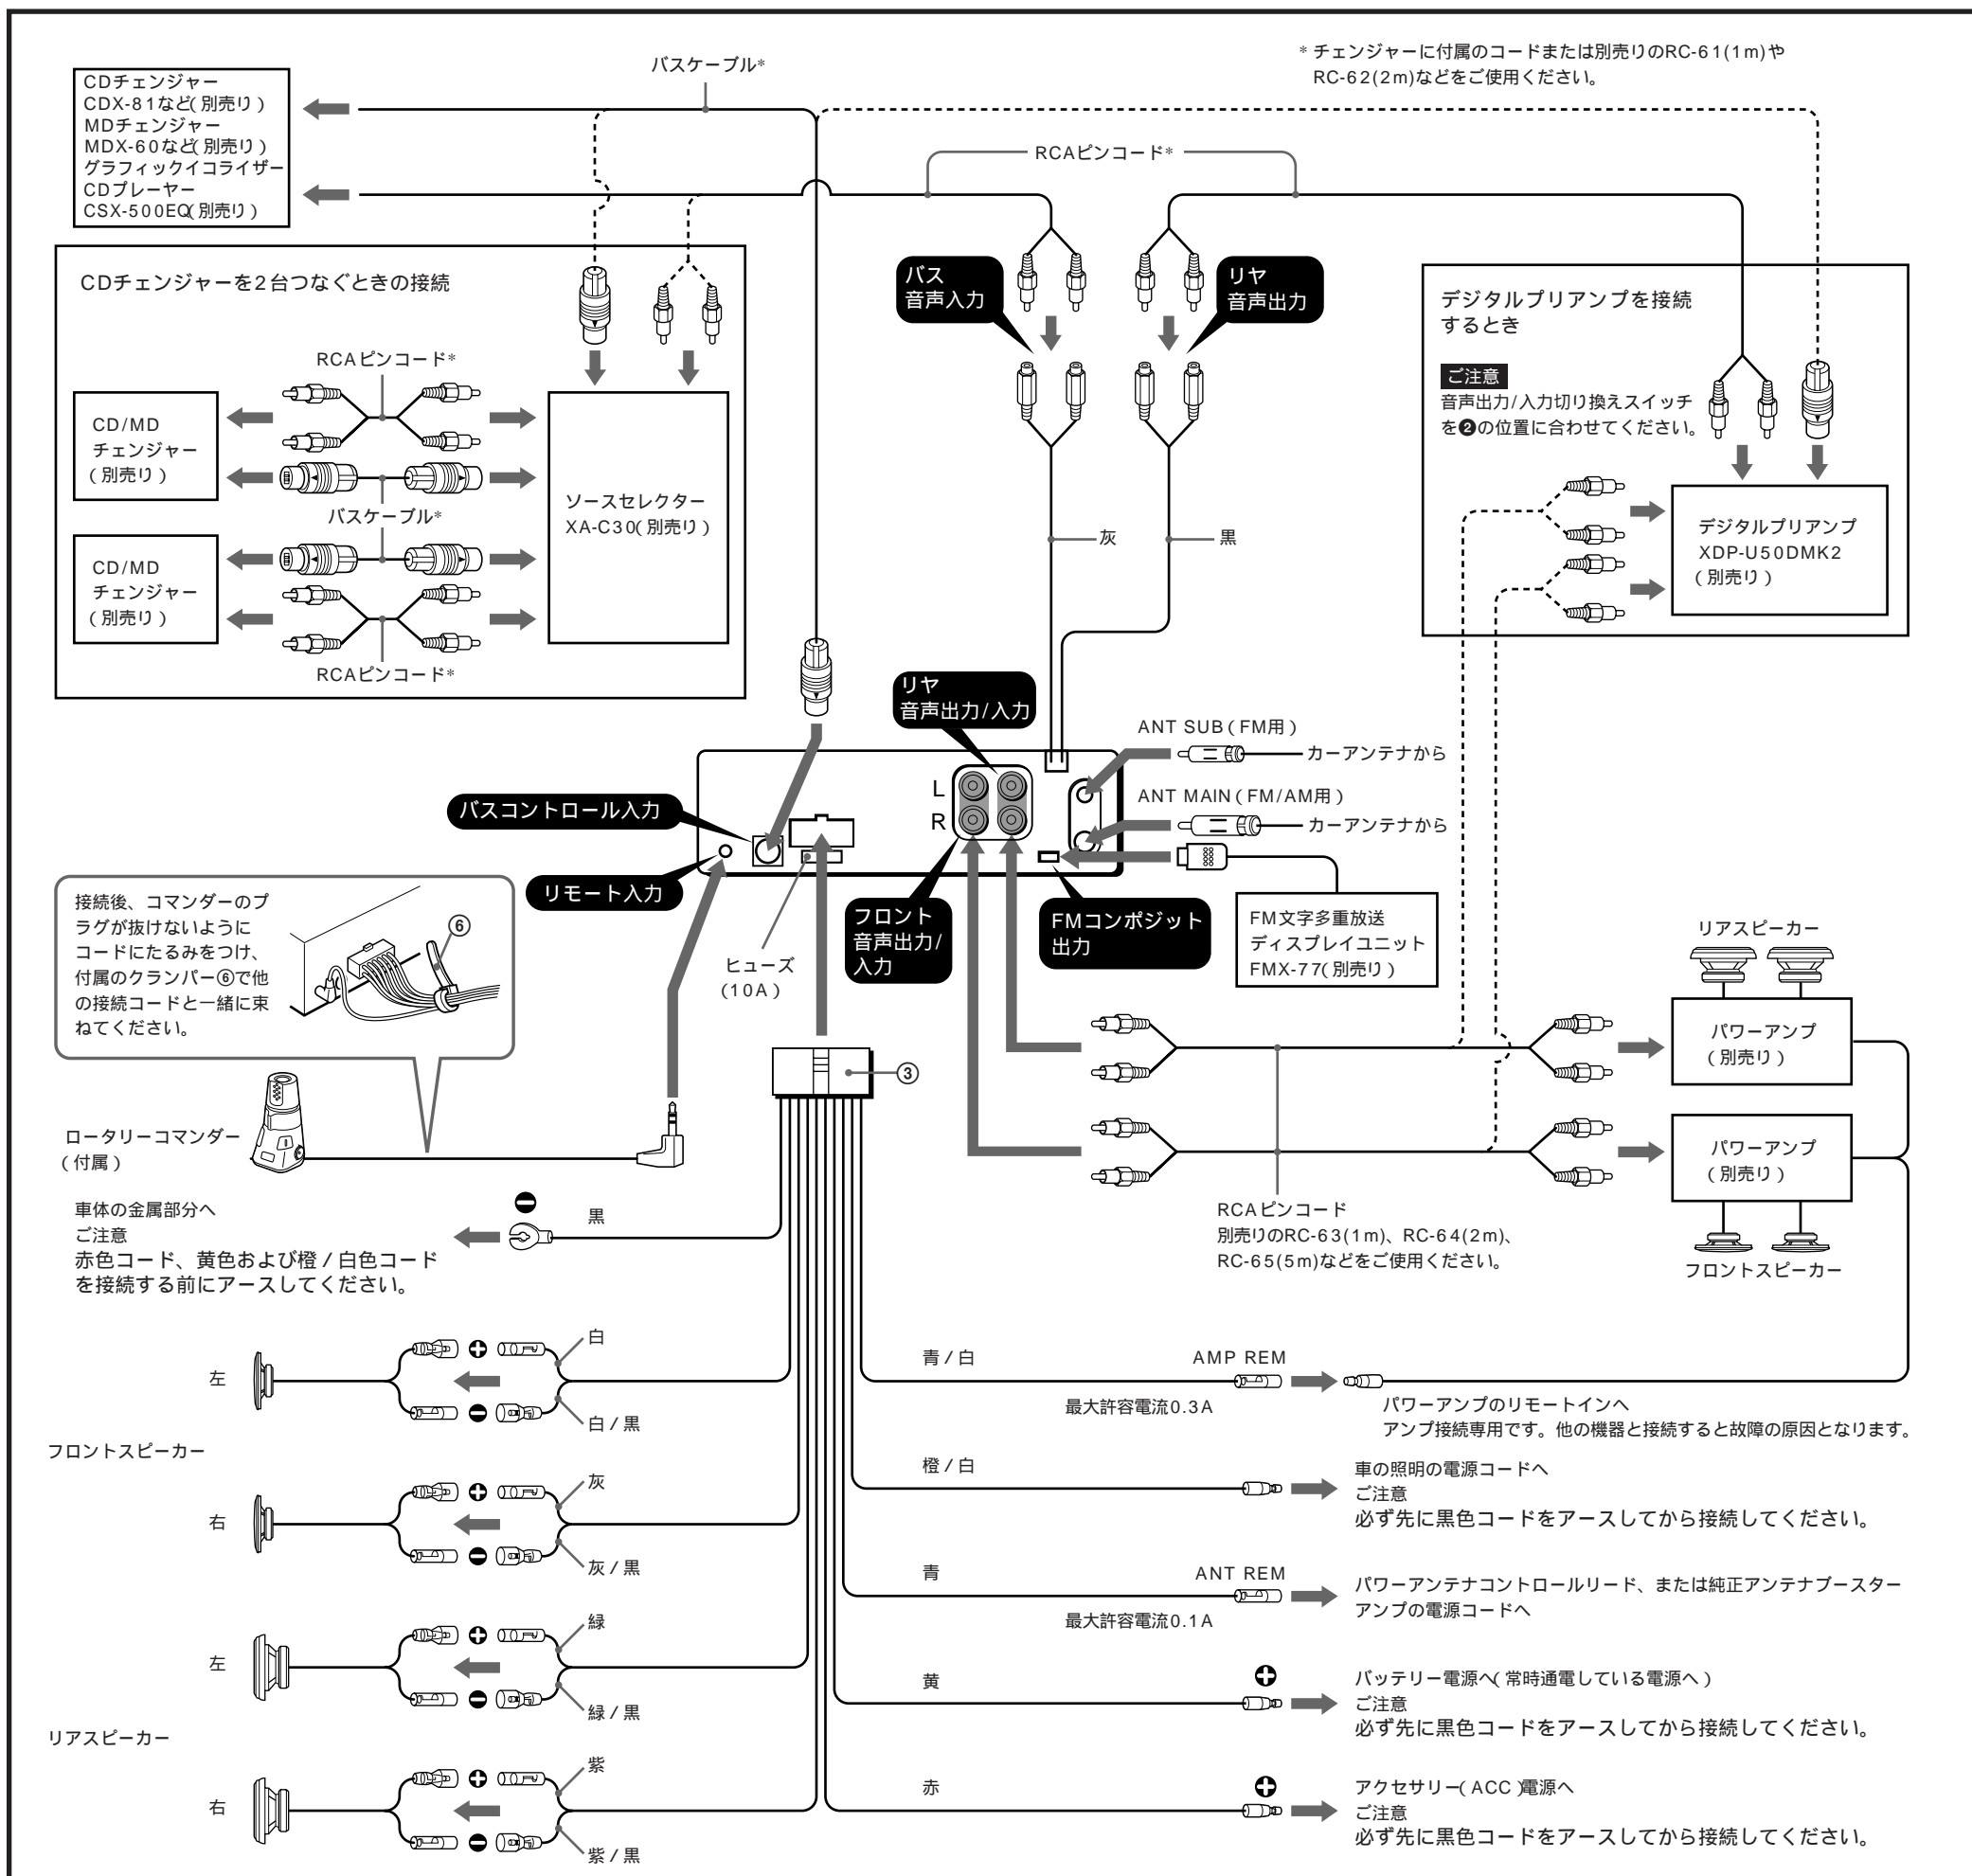 CDチェンジャー
CDX-81など(別売り)
MDチェンジャー
MDX-60など(別売り)
グラフィックイコライザー
CDプレーヤー
CSX-500EQ(別売り)
バスケーブル*
* チェンジャーに付属のコードまたは別売りのRC-61(1m)や
RC-62(2m)などをご使用ください。
RCAピンコード*
CDチェンジャーを2台つなぐときの接続
RCAピンコード*
CD/MD
チェンジャー
(別売り)
バスケーブル*
CD/MD
チェンジャー
(別売り)
RCAピンコード*
ソースセレクター
XA-C30(別売り)
バス
音声入力
リヤ
音声出力
灰
黒
デジタルプリアンプを接続
するとき
ご注意
音声出力/入力切り換えスイッチ
を❷の位置に合わせてください。
デジタルプリアンプ
XDP-U50DMK2
(別売り)
リヤ
音声出力/入力
L
R
ANT SUB(FM用)
カーアンテナから
ANT MAIN(FM/AM用)
カーアンテナから
バスコントロール入力
リモート入力
ヒューズ
(10A)
フロント
音声出力/
入力
FMコンポジット
出力
FM文字多重放送
ディスプレイユニット
FMX-77(別売り)
接続後、コマンダーのプ
ラグが抜けないように
コードにたるみをつけ、
付属のクランパー⑥で他
の接続コードと一緒に束
ねてください。
⑥
③
ロータリーコマンダー
(付属)
リアスピーカー
パワーアンプ
(別売り)
パワーアンプ
(別売り)
フロントスピーカー
RCAピンコード
別売りのRC-63(1m)、RC-64(2m)、
RC-65(5m)などをご使用ください。
車体の金属部分へ
ご注意
赤色コード、黄色および橙/白色コード
を接続する前にアースしてください。
黒
フロントスピーカー
左
白
白/黒
右
灰
灰/黒
リアスピーカー
左
緑
緑/黒
右
紫
紫/黒
青/白
AMP REM
最大許容電流0.3A
パワーアンプのリモートインへ
アンプ接続専用です。他の機器と接続すると故障の原因となります。
橙/白
車の照明の電源コードへ
ご注意
必ず先に黒色コードをアースしてから接続してください。
青
ANT REM
最大許容電流0.1A
パワーアンテナコントロールリード、または純正アンテナブースター
アンプの電源コードへ
黄
バッテリー電源へ(常時通電している電源へ)
ご注意
必ず先に黒色コードをアースしてから接続してください。
赤
アクセサリー(ACC)電源へ
ご注意
必ず先に黒色コードをアースしてから接続してください。